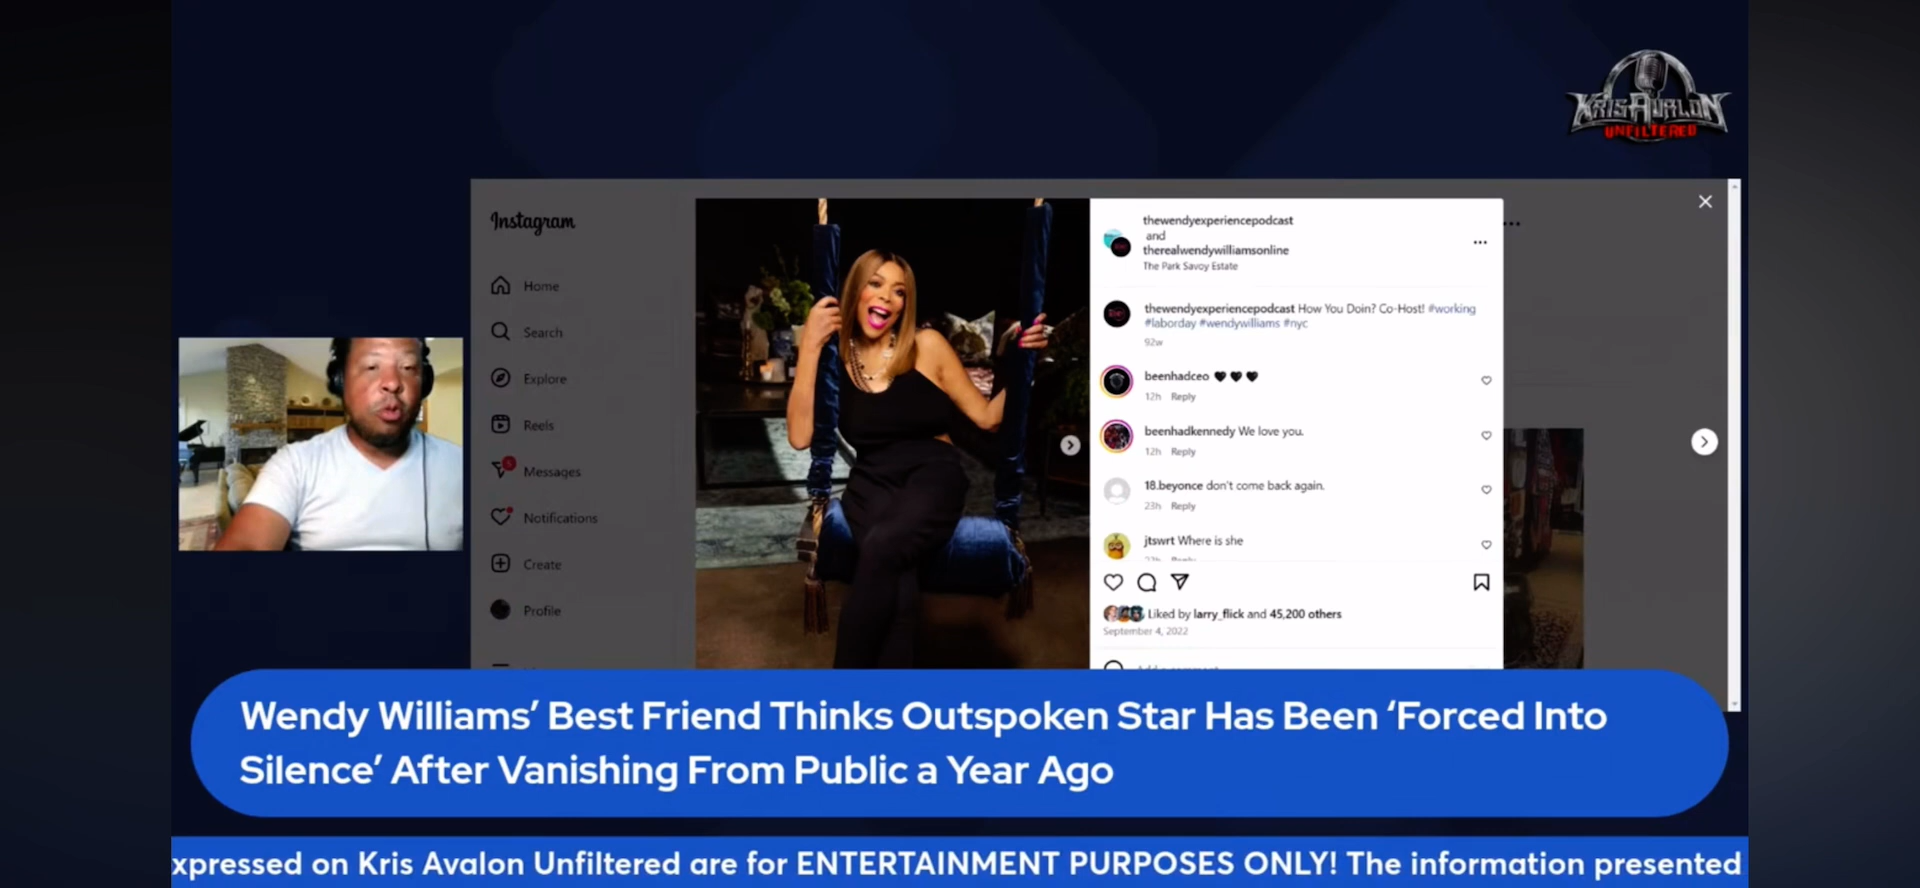 KRIS AVALON
UNFILTERED
Instagram
Home
Search
Explore
Reels
Messages
Notifications
Create
Profile
thewendyexperiencepodcast
and
therealwendywilliamsonline
The Park Savoy Estate
thewendyexperiencepodcast How You Doin? Co-Host! #working
#laborday #wendywilliams #nyc
92w
beenhadceo 🖤🖤🖤
12h Reply
beenhadkennedy We love you.
12h Reply
18.beyonce don't come back again.
23h Reply
jtswrt Where is she
Liked by larry_flick and 45,200 others
September 4, 2022
Wendy Williams’ Best Friend Thinks Outspoken Star Has Been ‘Forced Into
Silence’ After Vanishing From Public a Year Ago
xpressed on Kris Avalon Unfiltered are for ENTERTAINMENT PURPOSES ONLY! The information presented